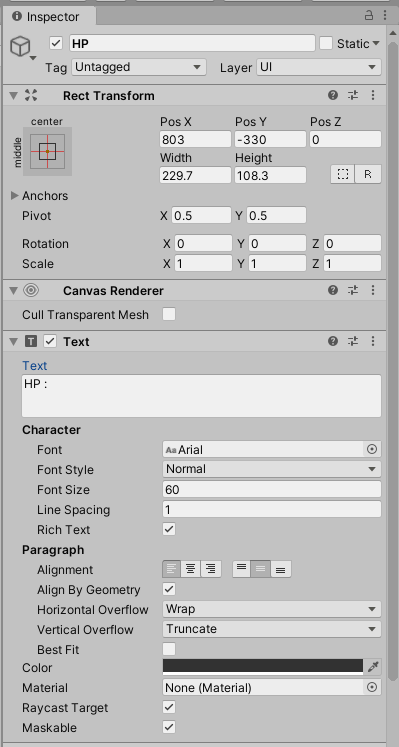 Inspector
HP
Static
Tag Untagged Layer UI
Rect Transform
center
middle
Pos X Pos Y Pos Z
803 -330 0
Width Height
229.7 108.3 R
Anchors
Pivot X 0.5 Y 0.5
Rotation X 0 Y 0 Z 0
Scale X 1 Y 1 Z 1
Canvas Renderer
Cull Transparent Mesh
T Text
Text
HP :
Character
Font Aa Arial
Font Style Normal
Font Size 60
Line Spacing 1
Rich Text
Paragraph
Alignment
Align By Geometry
Horizontal Overflow Wrap
Vertical Overflow Truncate
Best Fit
Color
Material None (Material)
Raycast Target
Maskable